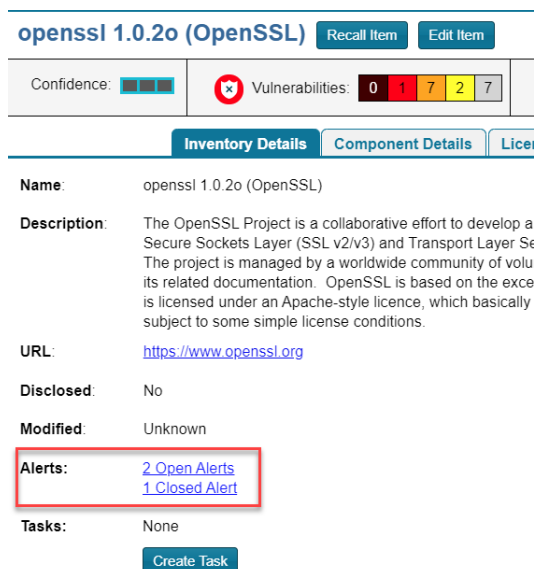 openssl 1.0.2o (OpenSSL) Recall Item Edit Item
Confidence: Vulnerabilities: 0 1 7 2 7
Inventory Details Component Details
Name: openssl 1.0.2o (OpenSSL)
Description: The OpenSSL Project is a collaborative effort to develop a
Secure Sockets Layer (SSL v2/v3) and Transport Layer
The project is managed by a worldwide community of
its related documentation. OpenSSL is based on the
is licensed under an Apache-style licence, which basically
subject to some simple license conditions.
URL: https://www.openssl.org
Disclosed: No
Modified: Unknown
Alerts: 2 Open Alerts
1 Closed Alert
Tasks: None
Create Task